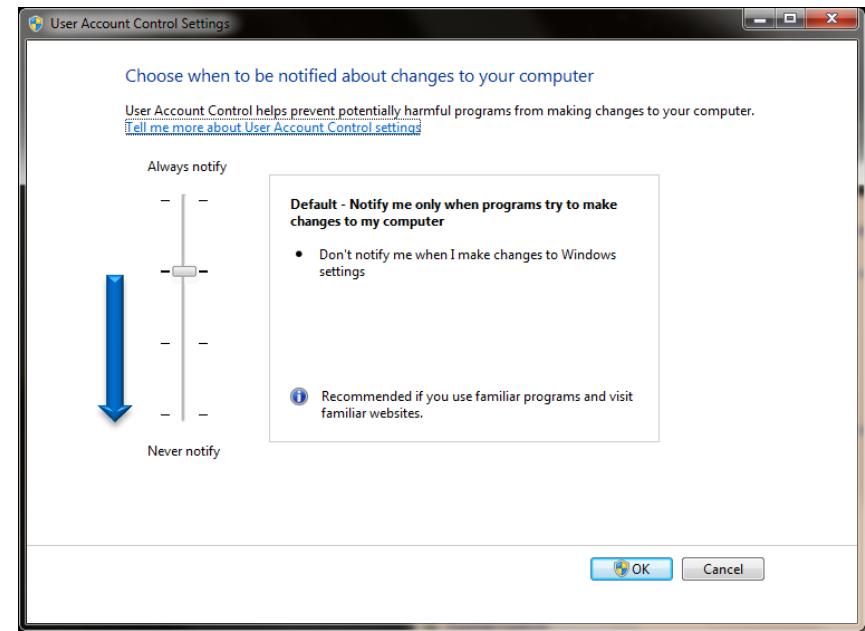 User Account Control Settings
Choose when to be notified about changes to your computer
User Account Control helps prevent potentially harmful programs from making changes to your computer.
Tell me more about User Account Control settings
Always notify
Default - Notify me only when programs try to make
changes to my computer
• Don't notify me when I make changes to Windows
settings
Recommended if you use familiar programs and visit
familiar websites.
Never notify
OK
Cancel